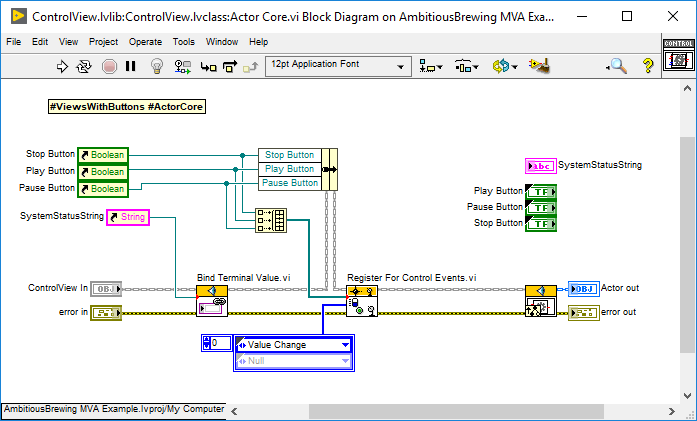 ControlView.lvlib:ControlView.lvclass:Actor Core.vi Block Diagram on AmbitiousBrewing MVA Exa...
File Edit View Project Operate Tools Window Help
12pt Application Font
CONTROL
#ViewsWithButtons #ActorCore
Stop Button Boolean Stop Button
Play Button Boolean Play Button
Pause Button Boolean Pause Button
SystemStatusString String
abc SystemStatusString
Play Button TF
Pause Button TF
Stop Button TF
Bind Terminal Value.vi Register For Control Events.vi
ControlView In OBJ OBJ Actor out
error in error out
0 Value Change
Null
AmbitiousBrewing MVA Example.lvproj/My Computer